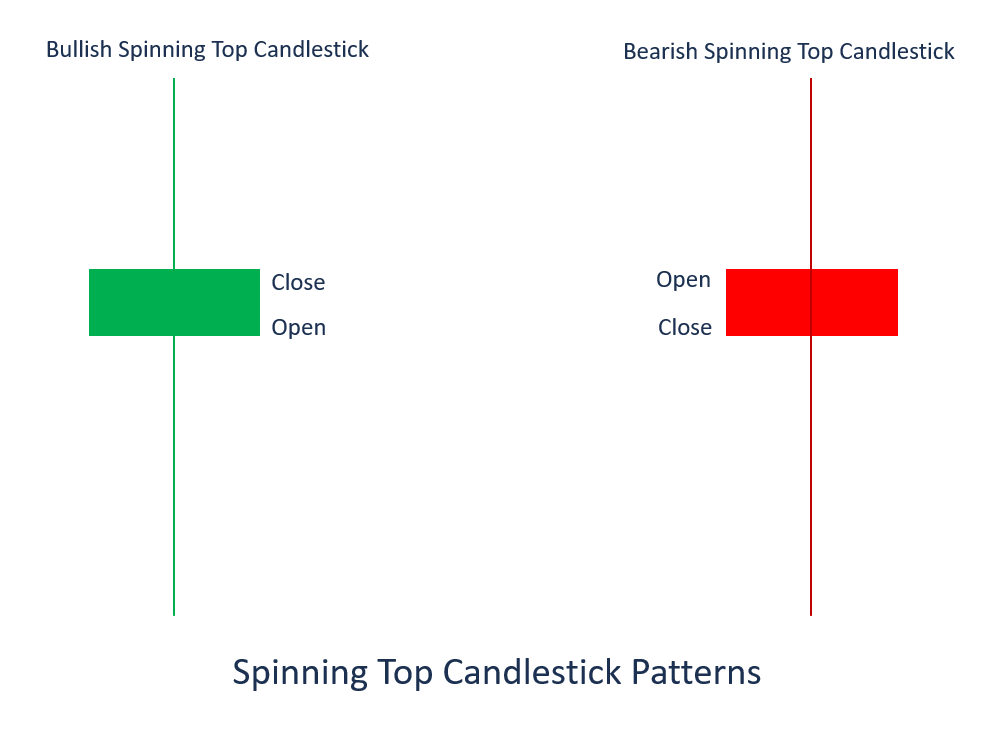 Bullish Spinning Top Candlestick
Bearish Spinning Top Candlestick
Close
Open
Open
Close
Spinning Top Candlestick Patterns